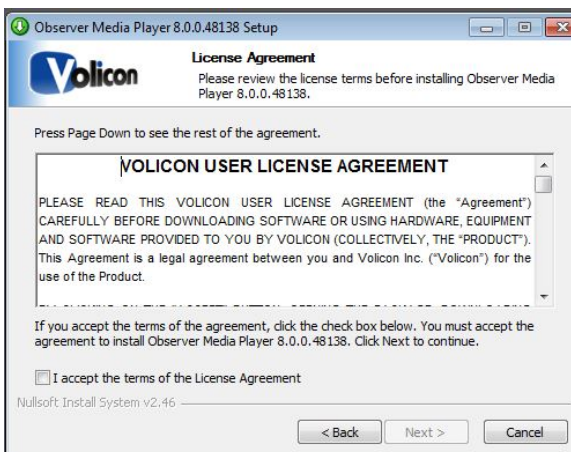 Observer Media Player 8.0.0.48138 Setup
Volicon
License Agreement
Please review the license terms before installing Observer Media
Player 8.0.0.48138.
Press Page Down to see the rest of the agreement.
VOLICON USER LICENSE AGREEMENT
PLEASE READ THIS VOLICON USER LICENSE AGREEMENT (the “Agreement”)
CAREFULLY BEFORE DOWNLOADING SOFTWARE OR USING HARDWARE, EQUIPMENT
AND SOFTWARE PROVIDED TO YOU BY VOLICON (COLLECTIVELY, THE “PRODUCT”).
This Agreement is a legal agreement between you and Volicon Inc. (“Volicon”) for the
use of the Product.
If you accept the terms of the agreement, click the check box below. You must accept the
agreement to install Observer Media Player 8.0.0.48138. Click Next to continue.
I accept the terms of the License Agreement
Nullsoft Install System v2.46
< Back
Next >
Cancel